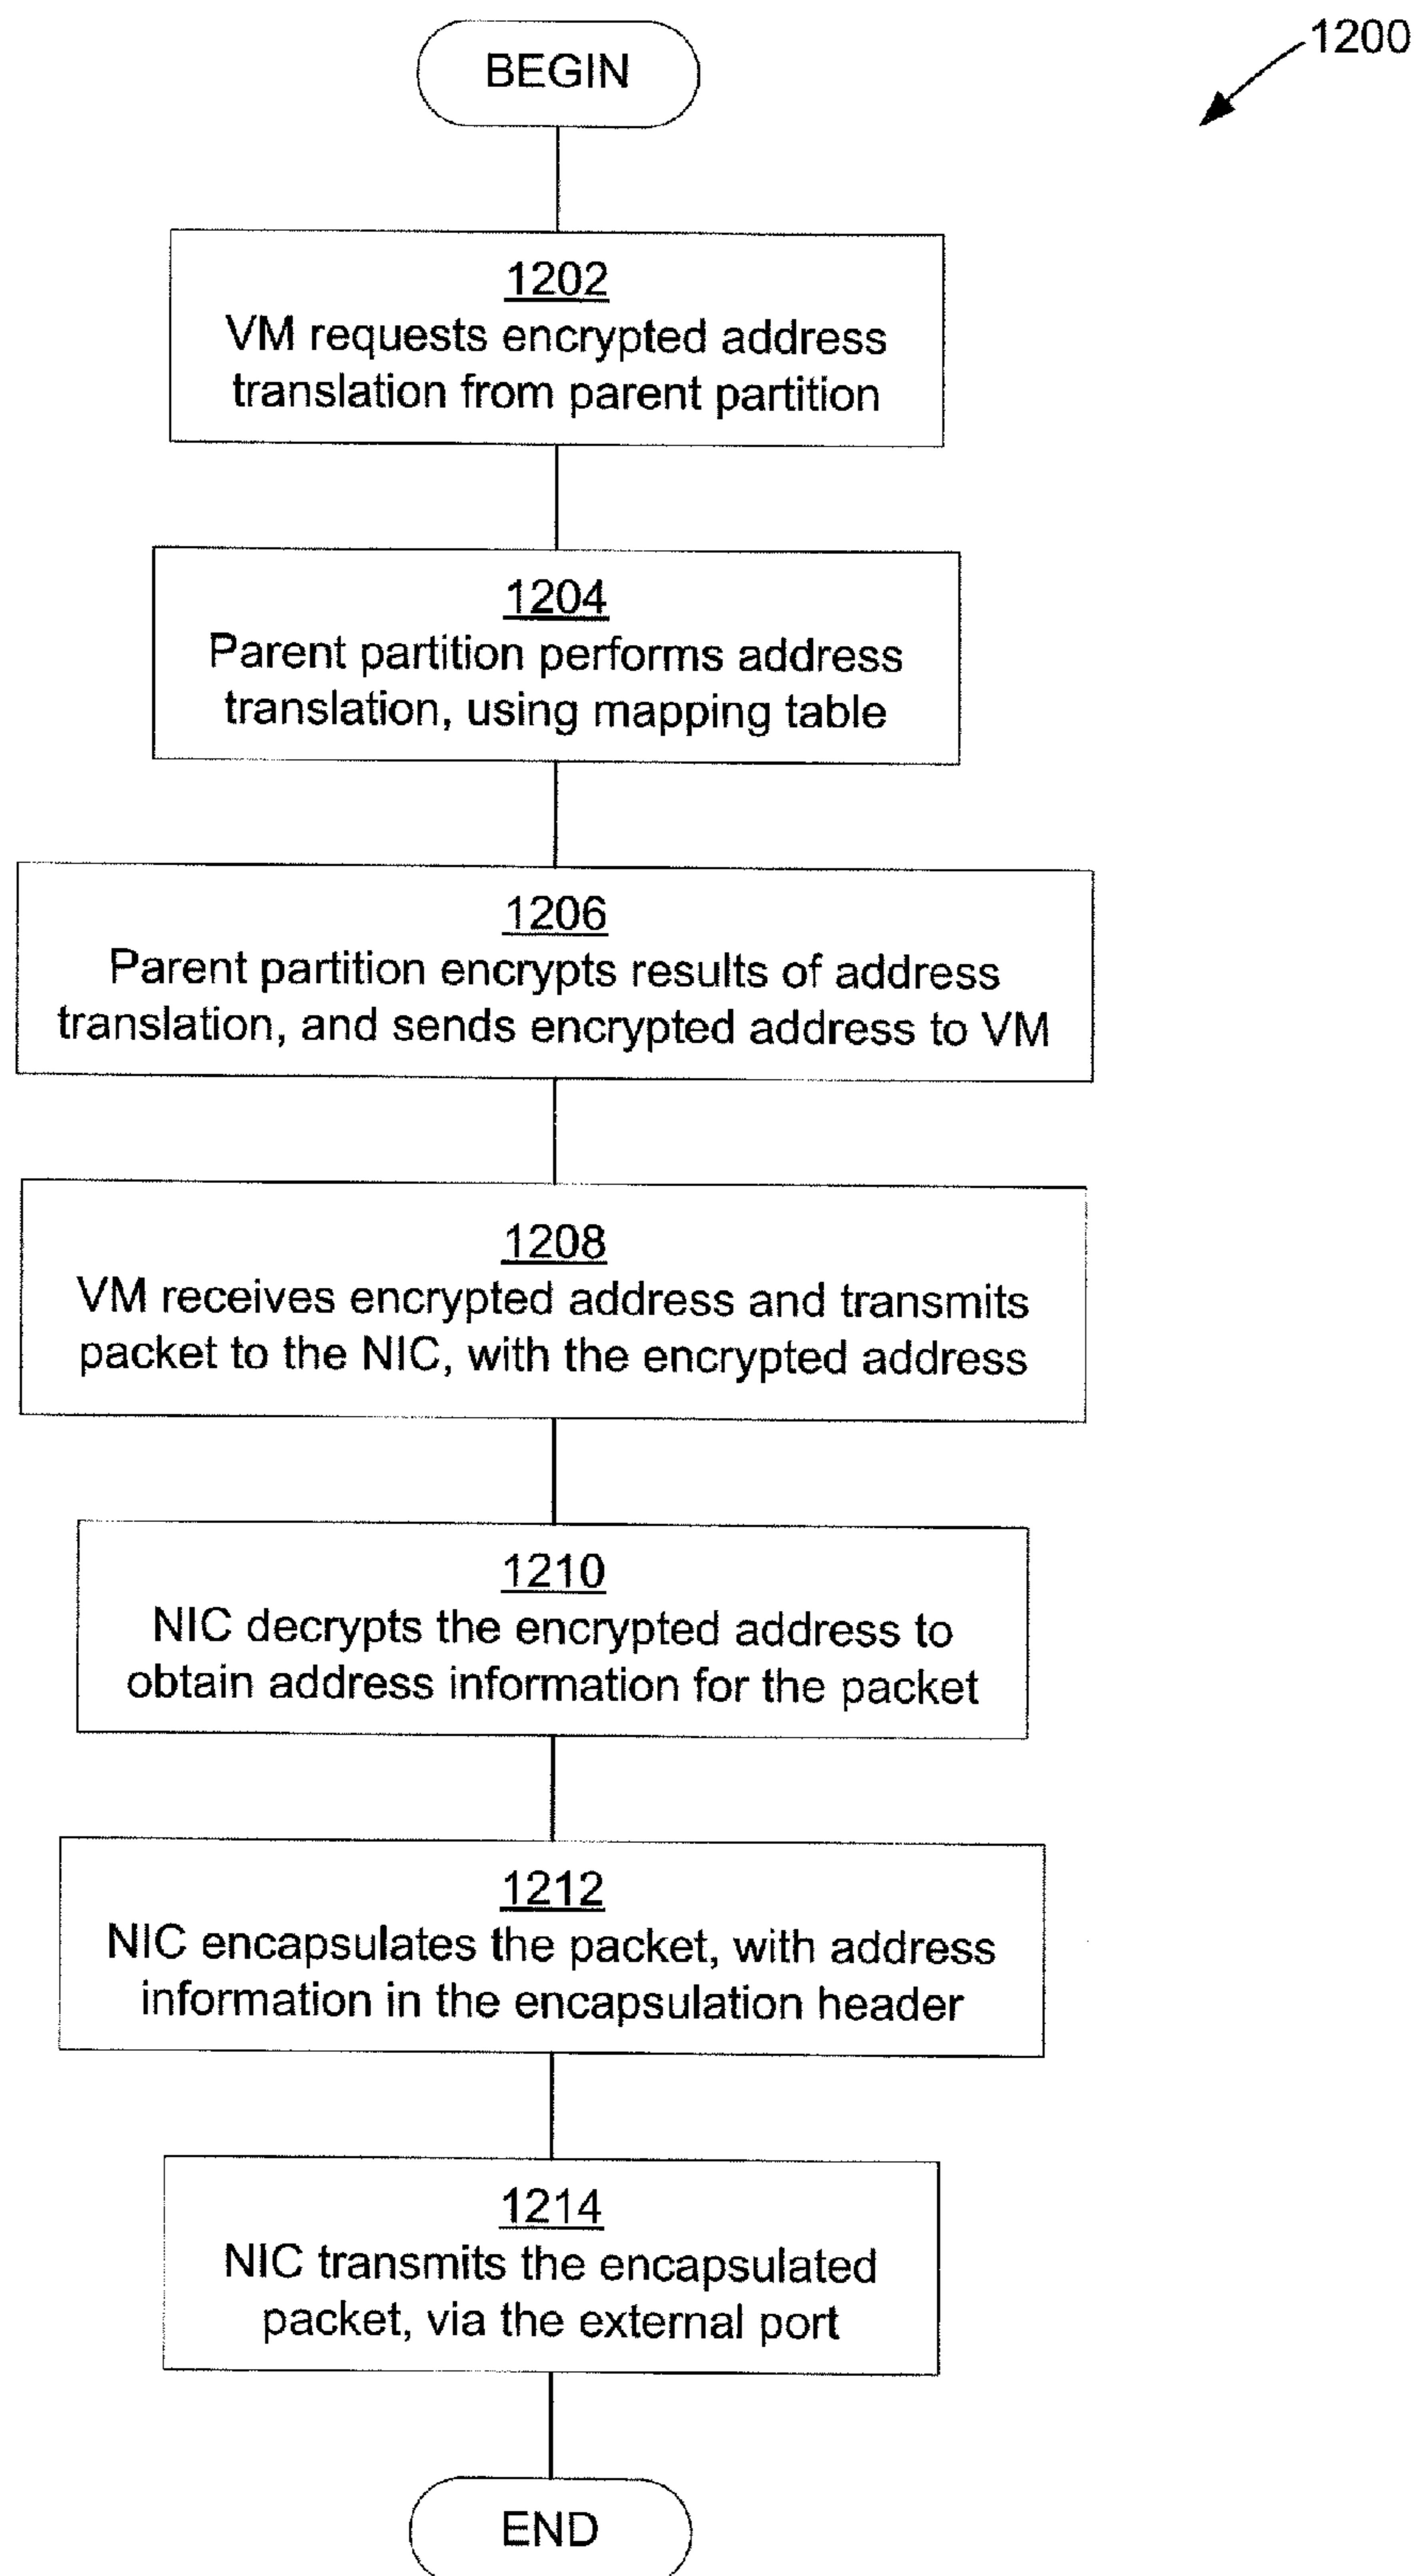 BEGIN
1200
1202
VM requests encrypted address
translation from parent partition
1204
Parent partition performs address
translation, using mapping table
1206
Parent partition encrypts results of address
translation, and sends encrypted address to VM
1208
VM receives encrypted address and transmits
packet to the NIC, with the encrypted address
1210
NIC decrypts the encrypted address to
obtain address information for the packet
1212
NIC encapsulates the packet, with address
information in the encapsulation header
1214
NIC transmits the encapsulated
packet, via the external port
END